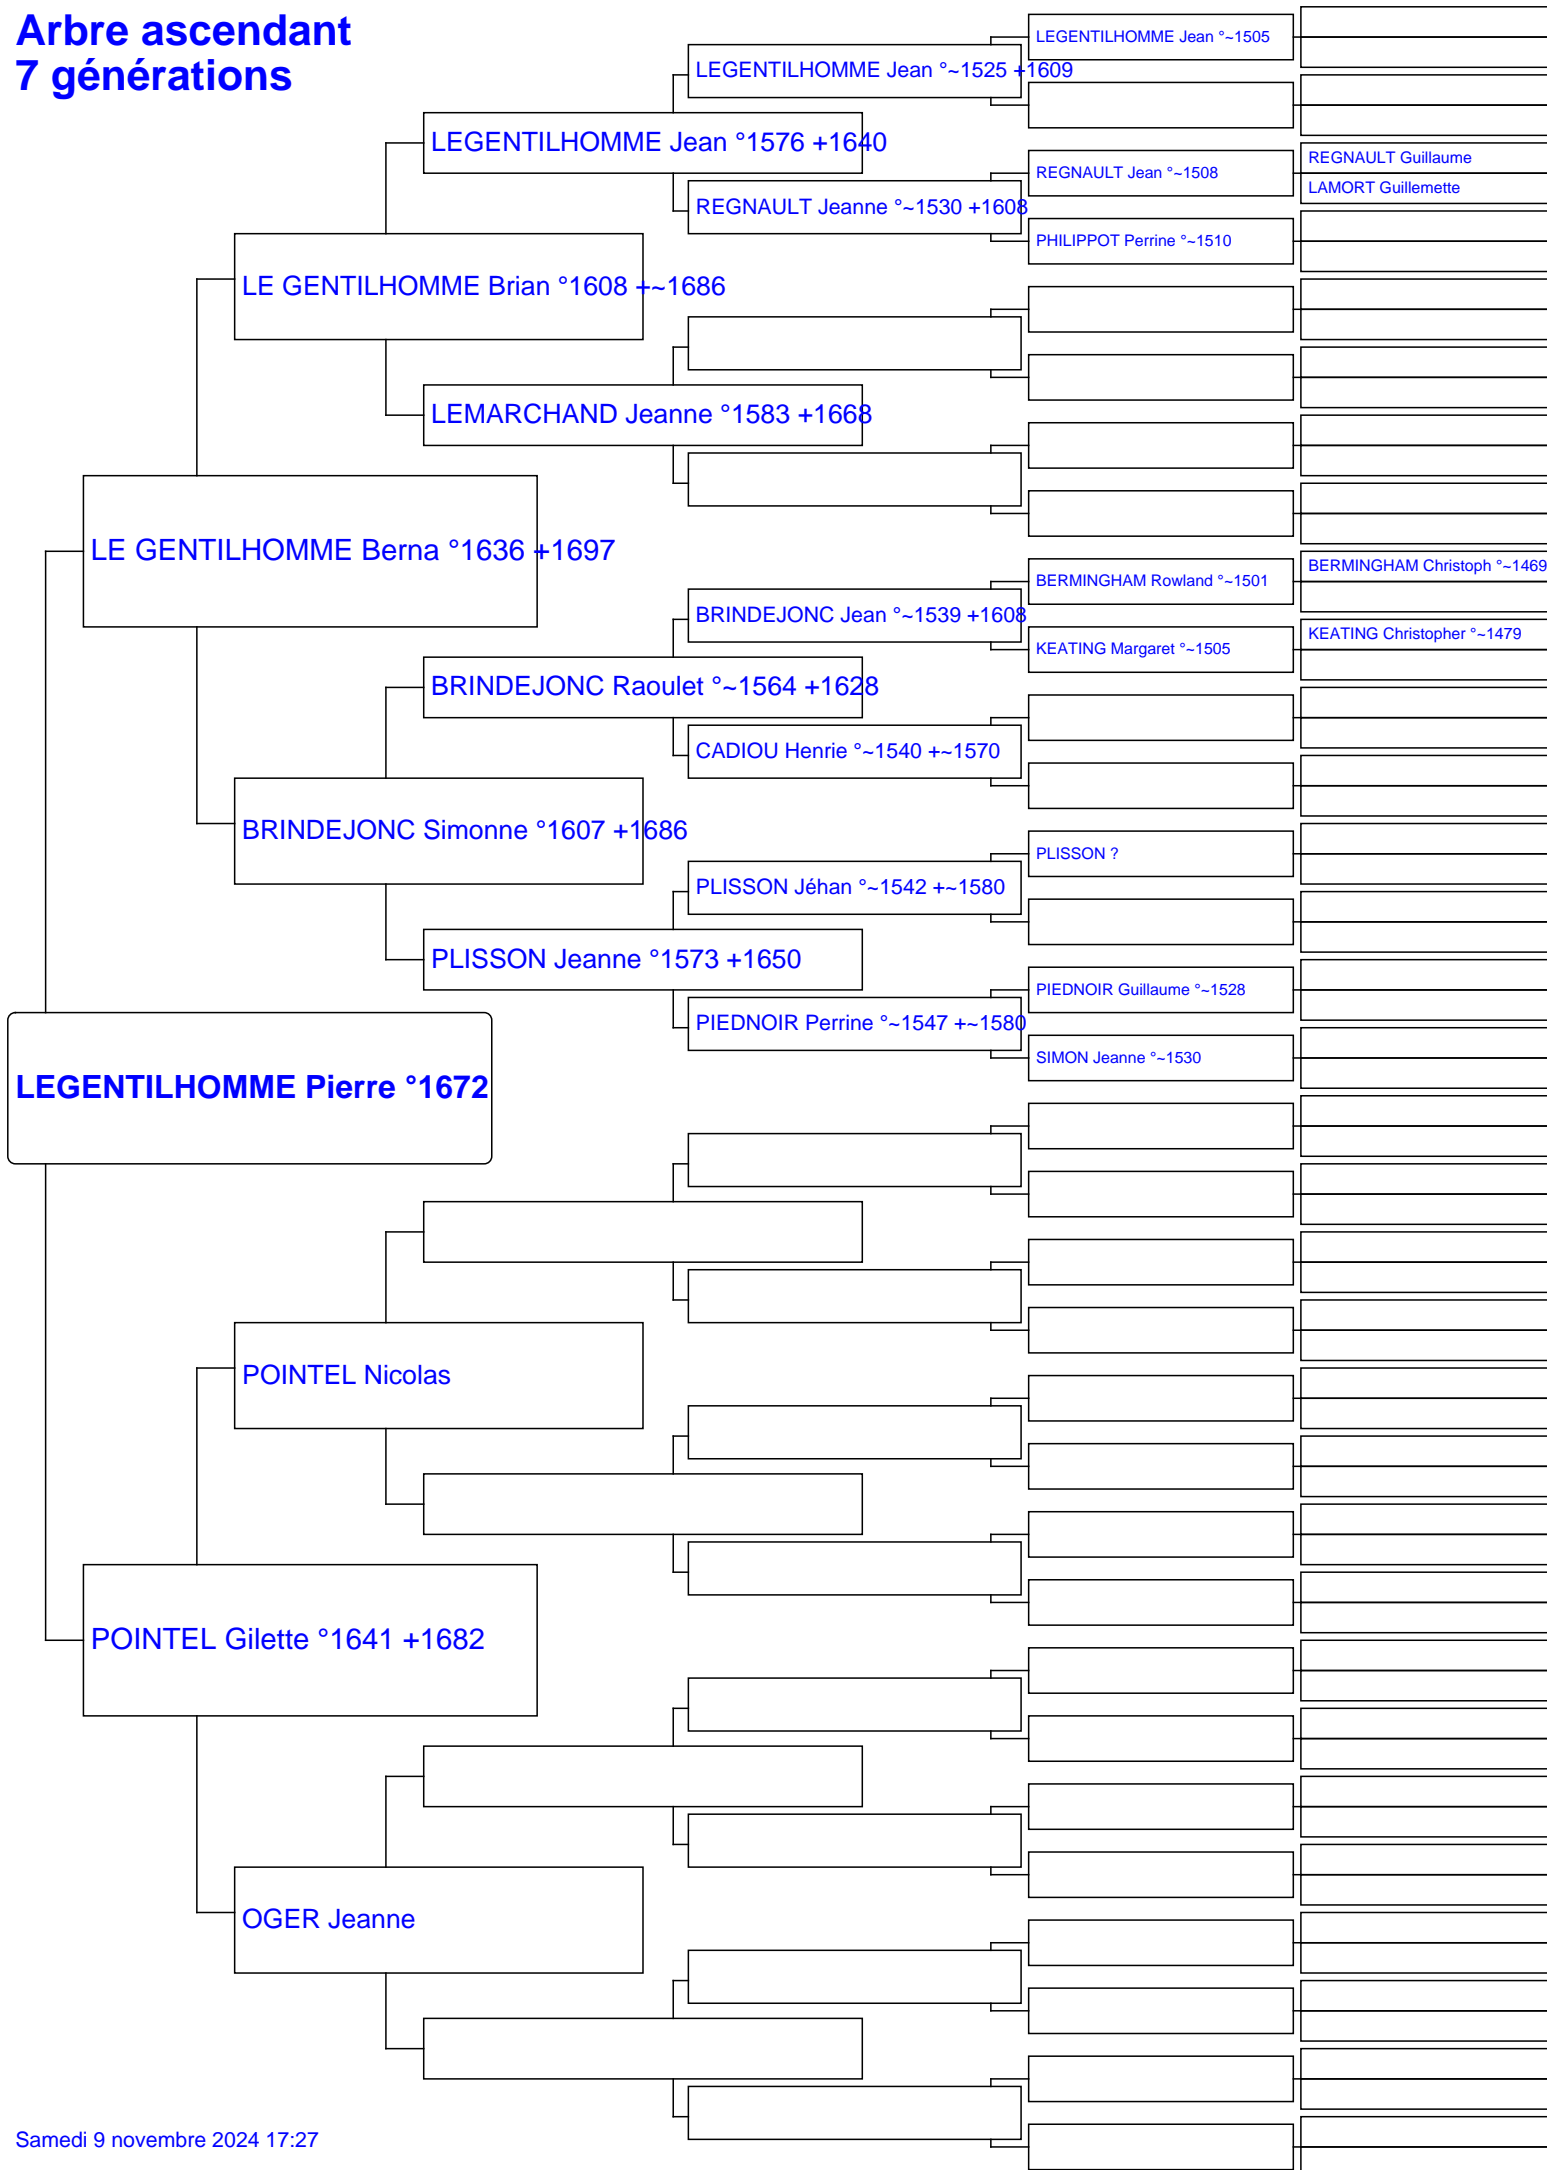 Arbre ascendant
7 générations
LEGENTILHOMME Pierre °1672
LE GENTILHOMME Berna °1636 +1697
POINTEL Gilette °1641 +1682
LE GENTILHOMME Brian °1608 +~1686
BRINDEJONC Simonne °1607 +1686
POINTEL Nicolas
OGER Jeanne
LEGENTILHOMME Jean °1576 +1640
LEMARCHAND Jeanne °1583 +1668
BRINDEJONC Raoulet °~1564 +1628
PLISSON Jeanne °1573 +1650
LEGENTILHOMME Jean °~1525 +1609
REGNAULT Jeanne °~1530 +1608
BRINDEJONC Jean °~1539 +1608
CADIOU Henrie °~1540 +~1570
PLISSON Jéhan °~1542 +~1580
PIEDNOIR Perrine °~1547 +~1580
LEGENTILHOMME Jean °~1505
REGNAULT Jean °~1508
PHILIPPOT Perrine °~1510
BERMINGHAM Rowland °~1501
KEATING Margaret °~1505
PLISSON ?
PIEDNOIR Guillaume °~1528
SIMON Jeanne °~1530
REGNAULT Guillaume
LAMORT Guillemette
BERMINGHAM Christoph °~1469
KEATING Christopher °~1479
Samedi 9 novembre 2024 17:27